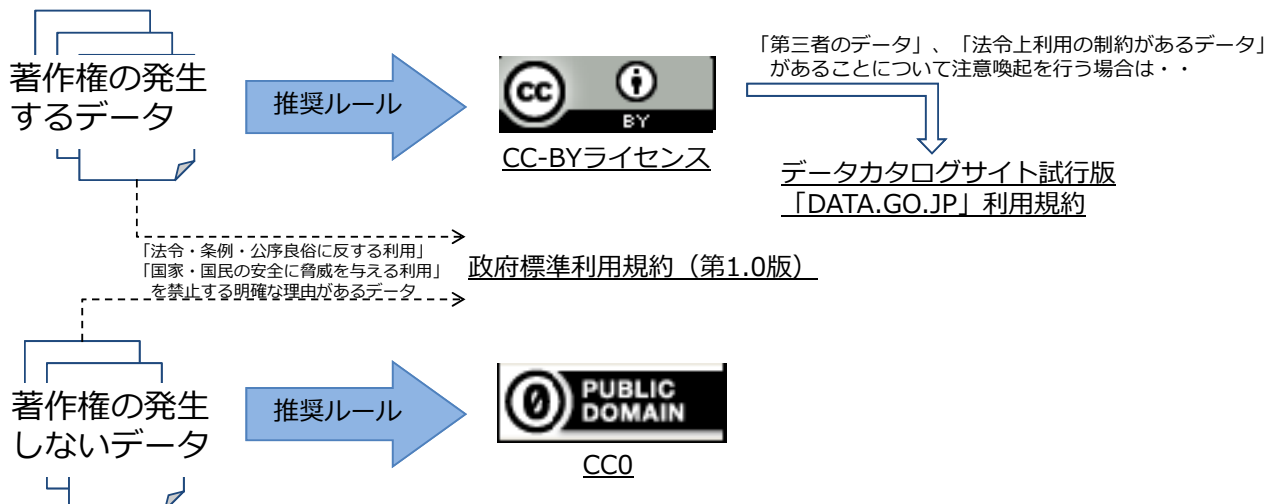 著作権の発生
するデータ
推奨ルール
cc
BY
CC-BYライセンス
「第三者のデータ」、「法令上利用の制約があるデータ」
があることについて注意喚起を行う場合は・・
データカタログサイト試行版
「DATA.GO.JP」利用規約
「法令・条例・公序良俗に反する利用」
「国家・国民の安全に脅威を与える利用」
を禁止する明確な理由があるデータ
政府標準利用規約（第1.0版）
著作権の発生
しないデータ
推奨ルール
0
PUBLIC
DOMAIN
CC0